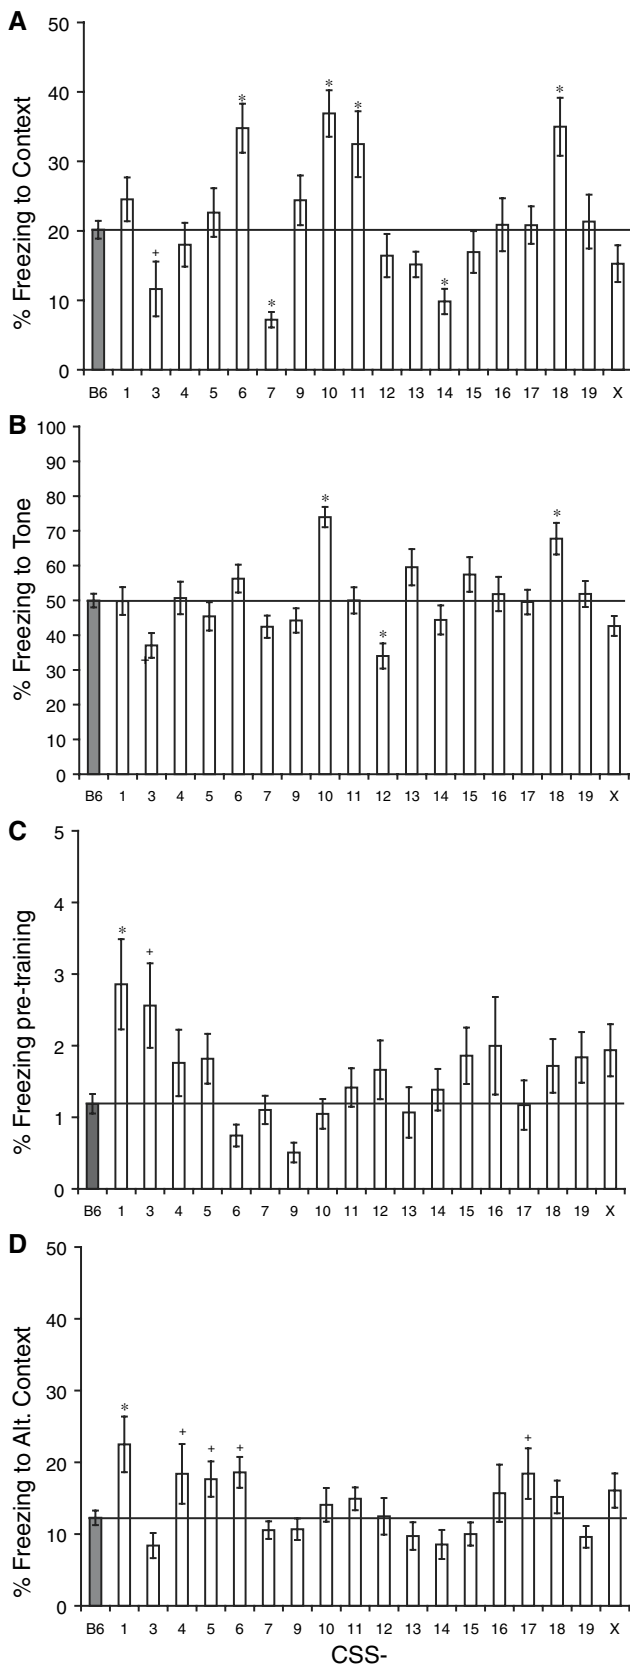 A
% Freezing to Context
50
40
30
20
10
0
* * * * * * +
B6 1 3 4 5 6 7 9 10 11 12 13 14 15 16 17 18 19 X
B
% Freezing to Tone
100
90
80
70
60
50
40
30
20
10
0
* * * +
B6 1 3 4 5 6 7 9 10 11 12 13 14 15 16 17 18 19 X
C
% Freezing pre-training
5
4
3
2
1
0
* +
B6 1 3 4 5 6 7 9 10 11 12 13 14 15 16 17 18 19 X
D
% Freezing to Alt. Context
50
40
30
20
10
0
* + + + +
B6 1 3 4 5 6 7 9 10 11 12 13 14 15 16 17 18 19 X
CSS-